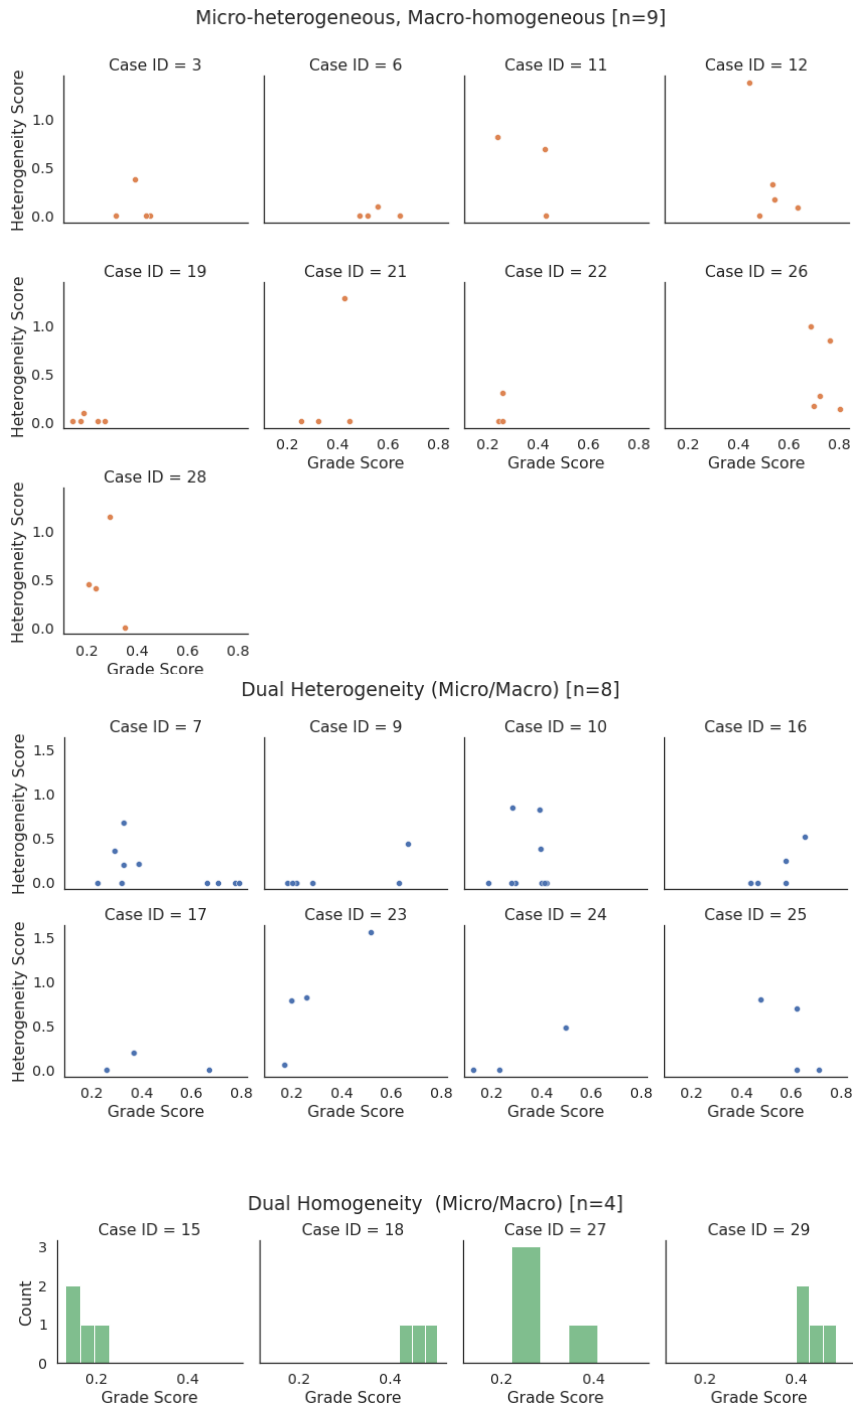 Micro-heterogeneous, Macro-homogeneous [n=9]
Case ID = 3 Case ID = 6 Case ID = 11 Case ID = 12
Heterogeneity Score
1.0
0.5
0.0
Case ID = 19 Case ID = 21 Case ID = 22 Case ID = 26
Heterogeneity Score
1.0
0.5
0.0
0.2 0.4 0.6 0.8 0.2 0.4 0.6 0.8 0.2 0.4 0.6 0.8
Grade Score Grade Score Grade Score
Case ID = 28
Heterogeneity Score
1.0
0.5
0.0
0.2 0.4 0.6 0.8
Grade Score
Dual Heterogeneity (Micro/Macro) [n=8]
Case ID = 7 Case ID = 9 Case ID = 10 Case ID = 16
Heterogeneity Score
1.5
1.0
0.5
0.0
Case ID = 17 Case ID = 23 Case ID = 24 Case ID = 25
Heterogeneity Score
1.5
1.0
0.5
0.0
0.2 0.4 0.6 0.8 0.2 0.4 0.6 0.8 0.2 0.4 0.6 0.8 0.2 0.4 0.6 0.8
Grade Score Grade Score Grade Score Grade Score
Dual Homogeneity (Micro/Macro) [n=4]
Case ID = 15 Case ID = 18 Case ID = 27 Case ID = 29
Count
3
2
1
0
0.2 0.4 0.2 0.4 0.2 0.4 0.2 0.4
Grade Score Grade Score Grade Score Grade Score